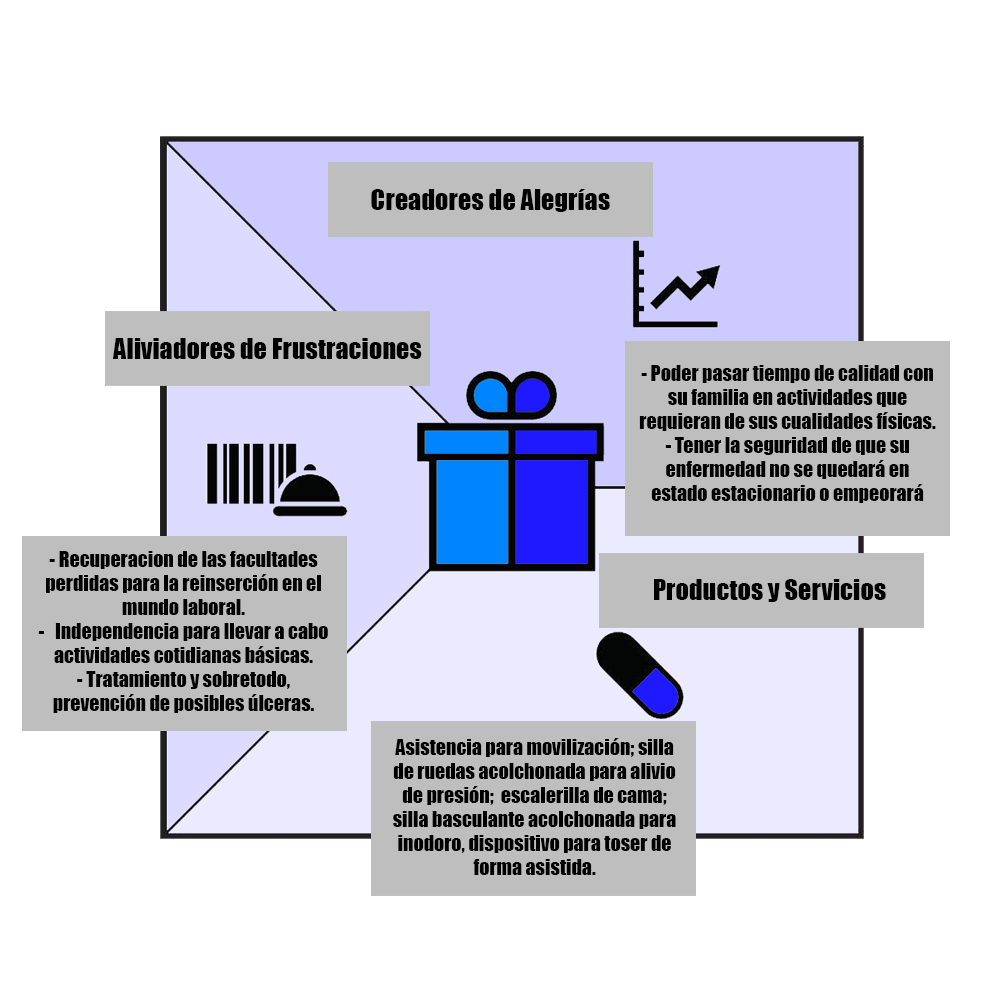 Creadores de Alegrías
Aliviadores de Frustraciones
- Poder pasar tiempo de calidad con
su familia en actividades que
requieran de sus cualidades físicas.
- Tener la seguridad de que su
enfermedad no se quedará en
estado estacionario o empeorará
- Recuperacion de las facultades
perdidas para la reinserción en el
mundo laboral.
- Independencia para llevar a cabo
actividades cotidianas básicas.
- Tratamiento y sobretodo,
prevención de posibles úlceras.
Productos y Servicios
Asistencia para movilización; silla
de ruedas acolchonada para alivio
de presión; escalerilla de cama;
silla basculante acolchonada para
inodoro, dispositivo para toser de
forma asistida.